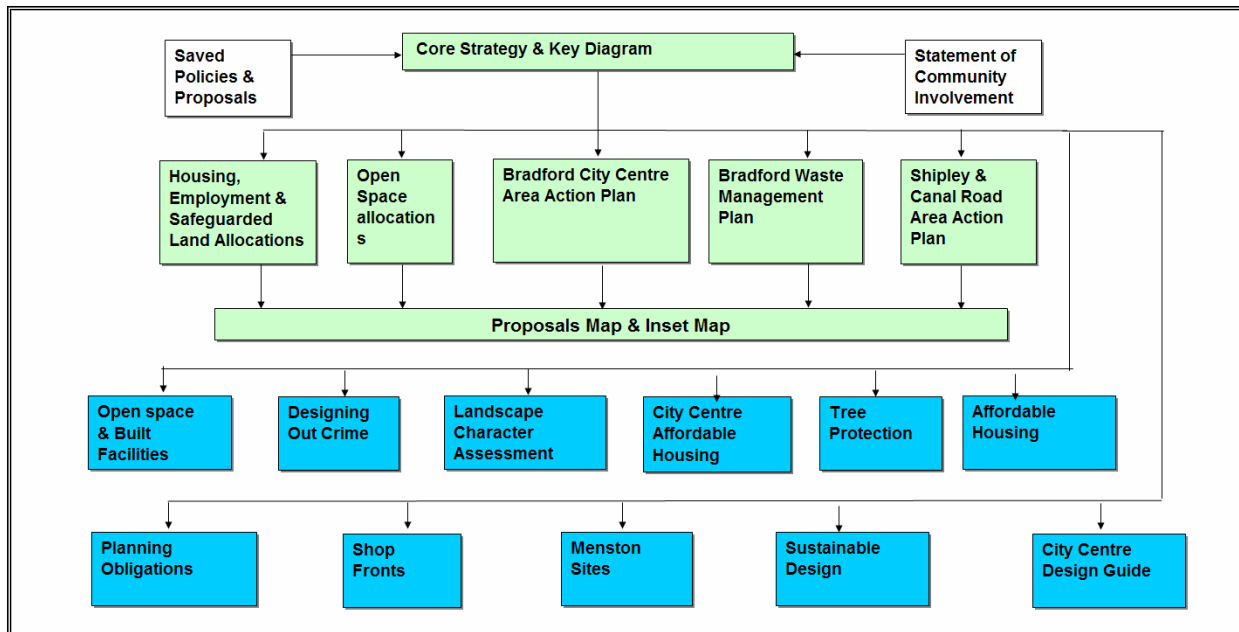 Saved
Policies &
Proposals
Core Strategy & Key Diagram
Statement of
Community
Involvement
Housing,
Employment &
Safeguarded
Land Allocations
Open
Space
allocation
s
Bradford City Centre
Area Action Plan
Bradford Waste
Management
Plan
Shipley &
Canal Road
Area Action
Plan
Proposals Map & Inset Map
Open space
& Built
Facilities
Designing
Out Crime
Landscape
Character
Assessment
City Centre
Affordable
Housing
Tree
Protection
Affordable
Housing
Planning
Obligations
Shop
Fronts
Menston
Sites
Sustainable
Design
City Centre
Design Guide